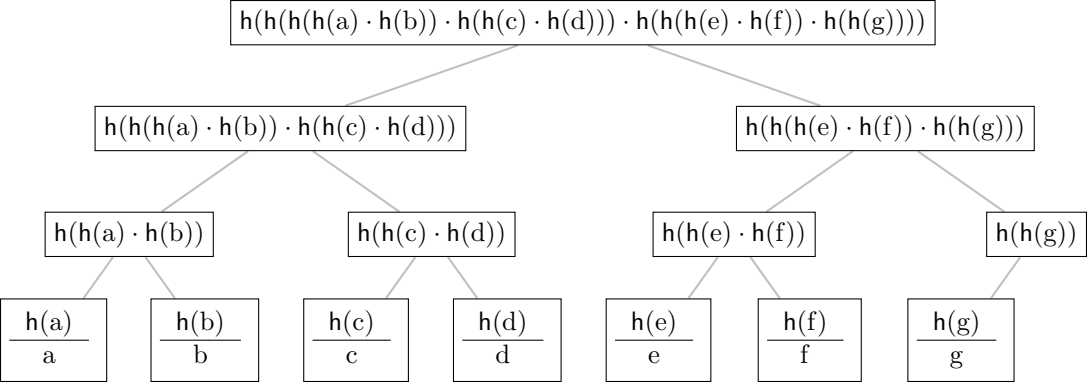 h(h(h(h(a) · h(b)) · h(h(c) · h(d))) · h(h(h(e) · h(f)) · h(h(g))))
h(h(h(a) · h(b)) · h(h(c) · h(d)))
h(h(h(e) · h(f)) · h(h(g)))
h(h(a) · h(b))
h(h(c) · h(d))
h(h(e) · h(f))
h(h(g))
h(a)
a
h(b)
b
h(c)
c
h(d)
d
h(e)
e
h(f)
f
h(g)
g